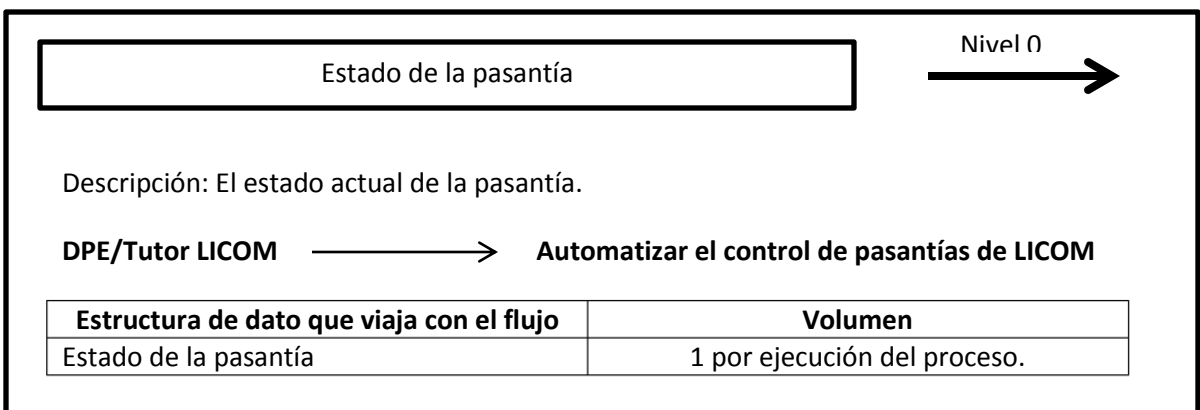 Estado de la pasantía
Nivel 0
Descripción: El estado actual de la pasantía.
DPE/Tutor LICOM Automatizar el control de pasantías de LICOM
Estructura de dato que viaja con el flujo Volumen
Estado de la pasantía 1 por ejecución del proceso.